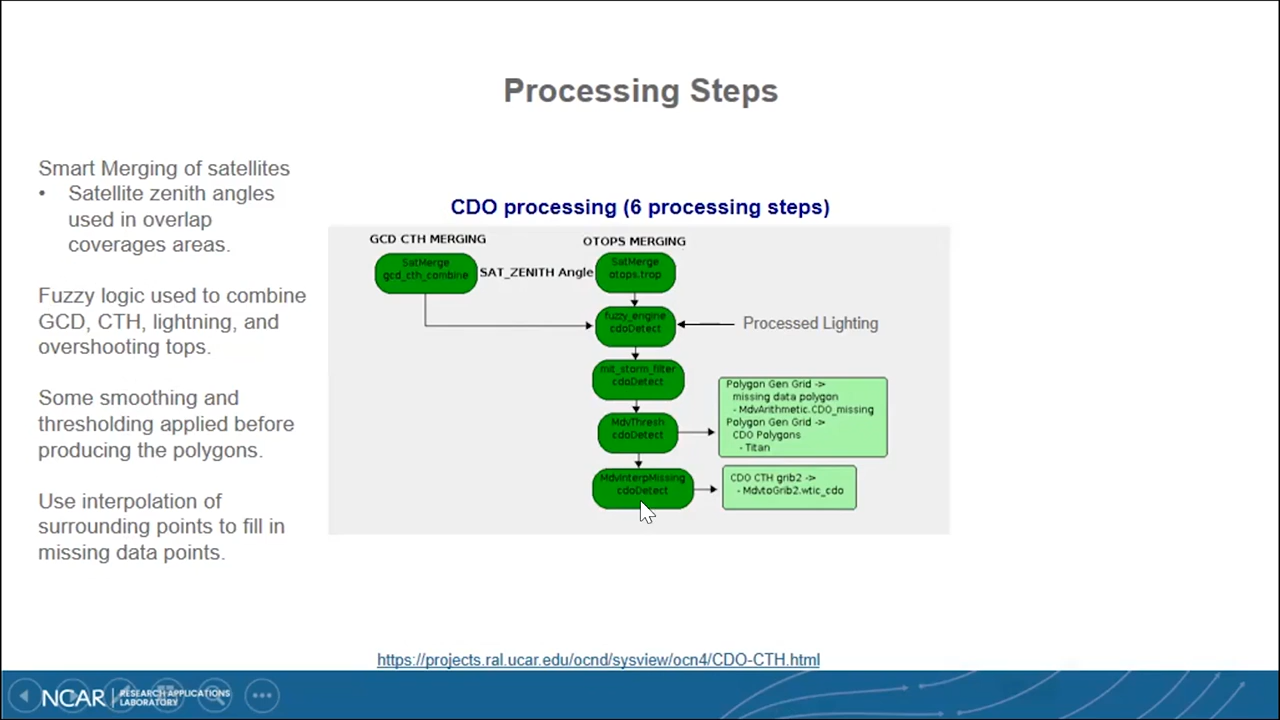 Processing Steps
Smart Merging of satellites
• Satellite zenith angles
used in overlap
coverages areas.
Fuzzy logic used to combine
GCD, CTH, lightning, and
overshooting tops.
Some smoothing and
thresholding applied before
producing the polygons.
Use interpolation of
surrounding points to fill in
missing data points.
CDO processing (6 processing steps)
GCD CTH MERGING
OTOPS MERGING
SatMerge
gcd_cth_combine
SAT_ZENITH Angle
SatMerge
otops.trop
fuzzy_engine
cdoDetect
Processed Lighting
mit_storm_filter
cdoDetect
MdvThresh
cdoDetect
Polygon Gen Grid ->
missing data polygon
- MdvArithmetic.CDO_missing
Polygon Gen Grid ->
CDO Polygons
- Titan
MdvInterpMissing
cdoDetect
CDO CTH grib2 ->
- MdvtoGrib2.wtic_cdo
https://projects.ral.ucar.edu/ocnd/sysview/ocn4/CDO-CTH.html
NCAR
RESEARCH APPLICATIONS
LABORATORY